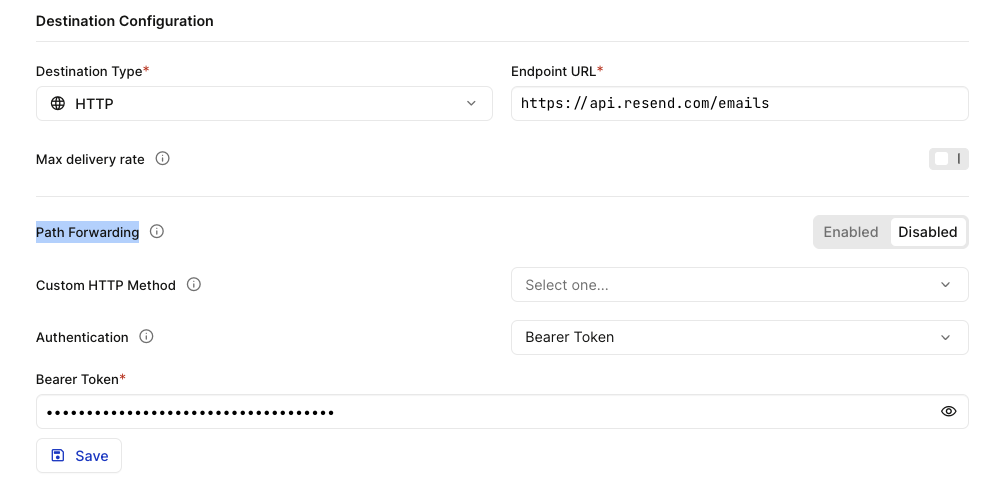 Destination Configuration
Destination Type*
Endpoint URL*
HTTP
https://api.resend.com/emails
Max delivery rate
Path Forwarding
Enabled
Disabled
Custom HTTP Method
Select one...
Authentication
Bearer Token
Bearer Token*
••••••••••••••••••••••••••••••••••••
Save